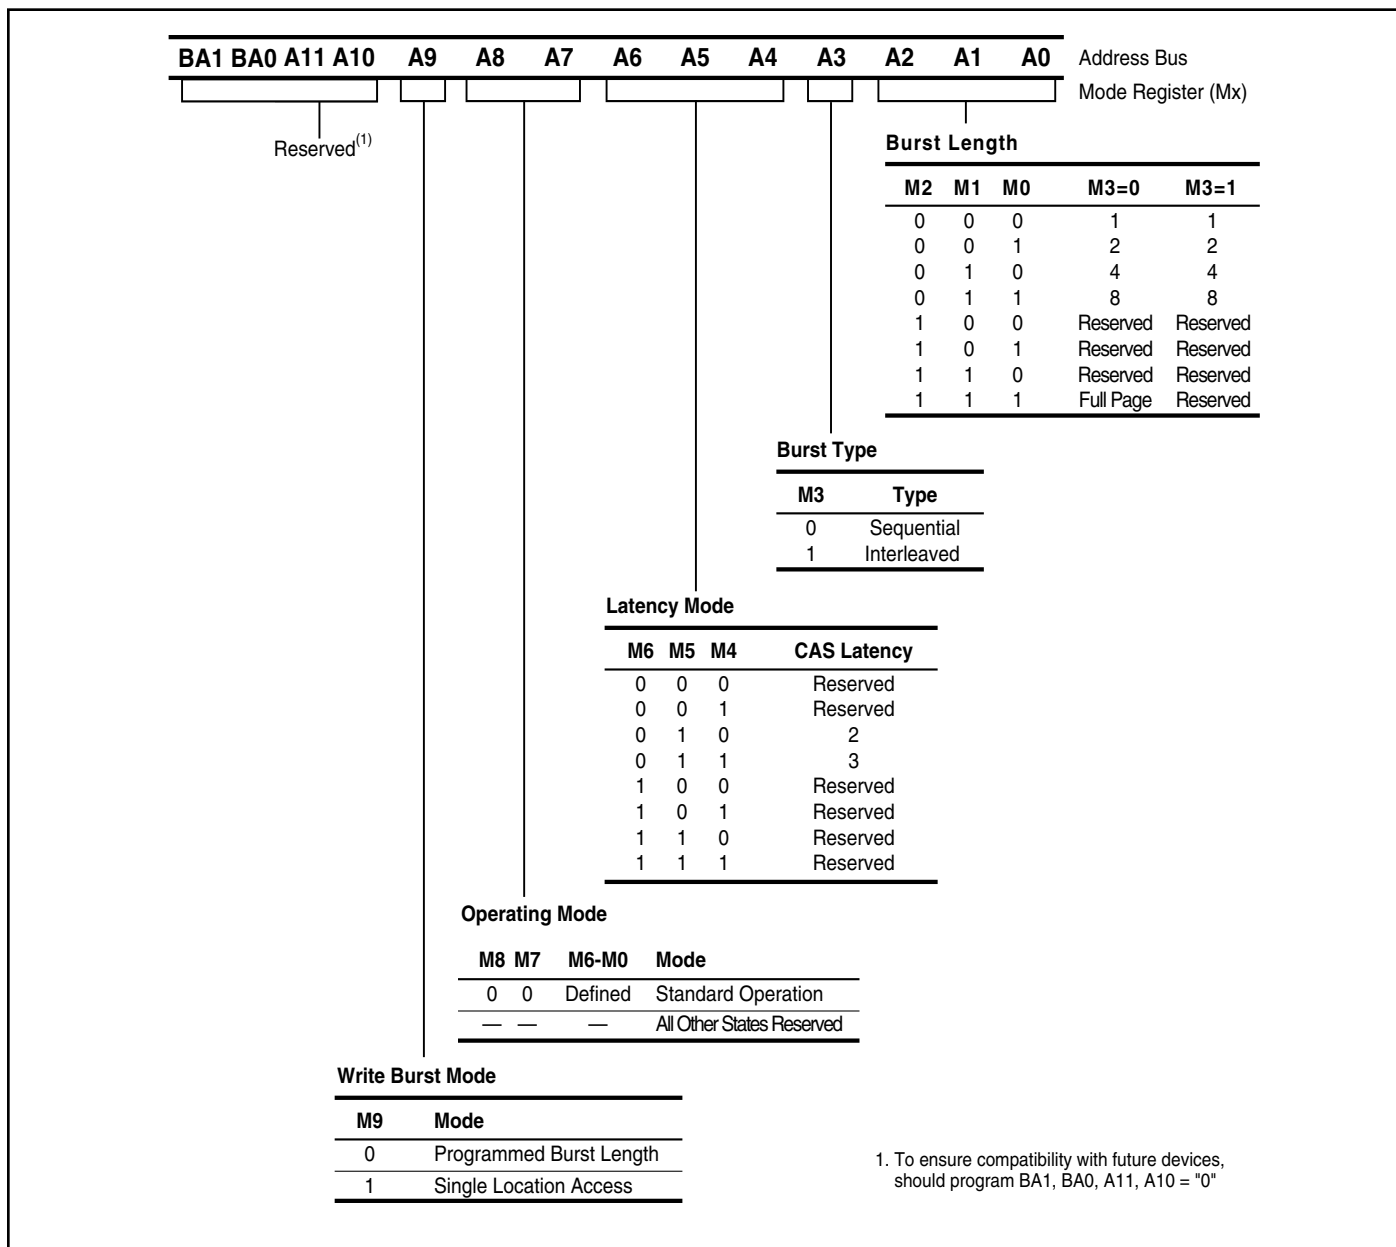 BA1 BA0 A11 A10 A9 A8 A7 A6 A5 A4 A3 A2 A1 A0 Address Bus
Mode Register (Mx)
Reserved(1)
Burst Length
M2 M1 M0 M3=0 M3=1
0 0 0 1 1
0 0 1 2 2
0 1 0 4 4
0 1 1 8 8
1 0 0 Reserved Reserved
1 0 1 Reserved Reserved
1 1 0 Reserved Reserved
1 1 1 Full Page Reserved
Burst Type
M3 Type
0 Sequential
1 Interleaved
Latency Mode
M6 M5 M4 CAS Latency
0 0 0 Reserved
0 0 1 Reserved
0 1 0 2
0 1 1 3
1 0 0 Reserved
1 0 1 Reserved
1 1 0 Reserved
1 1 1 Reserved
Operating Mode
M8 M7 M6-M0 Mode
0 0 Defined Standard Operation
— — — All Other States Reserved
Write Burst Mode
M9 Mode
0 Programmed Burst Length
1 Single Location Access
1. To ensure compatibility with future devices,
should program BA1, BA0, A11, A10 = "0"